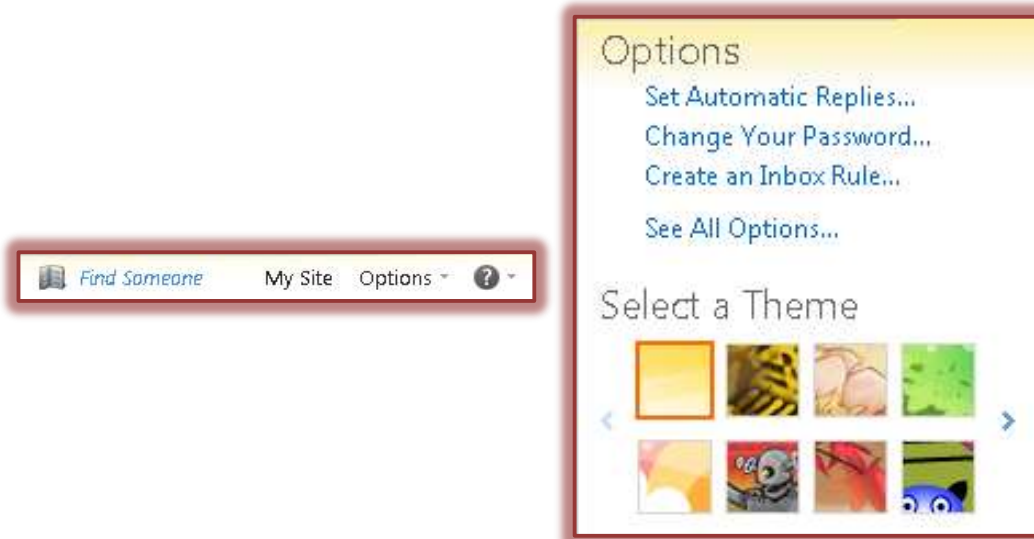 Find Someone My Site Options ?
Options
Set Automatic Replies...
Change Your Password...
Create an Inbox Rule...
See All Options...
Select a Theme